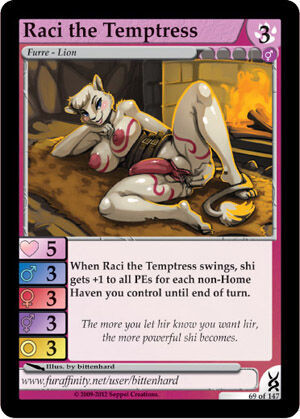 Raci the Temptress
3
Furre - Lion
5
3
3
3
3
When Raci the Temptress swings, shi
gets +1 to all PEs for each non-Home
Haven you control until end of turn.
The more you let hir know you want hir,
the more powerful shi becomes.
Illus. by bittenhard
www.furaffinity.net/user/bittenhard
© 2009-2012 Seppel Creations.
69 of 147